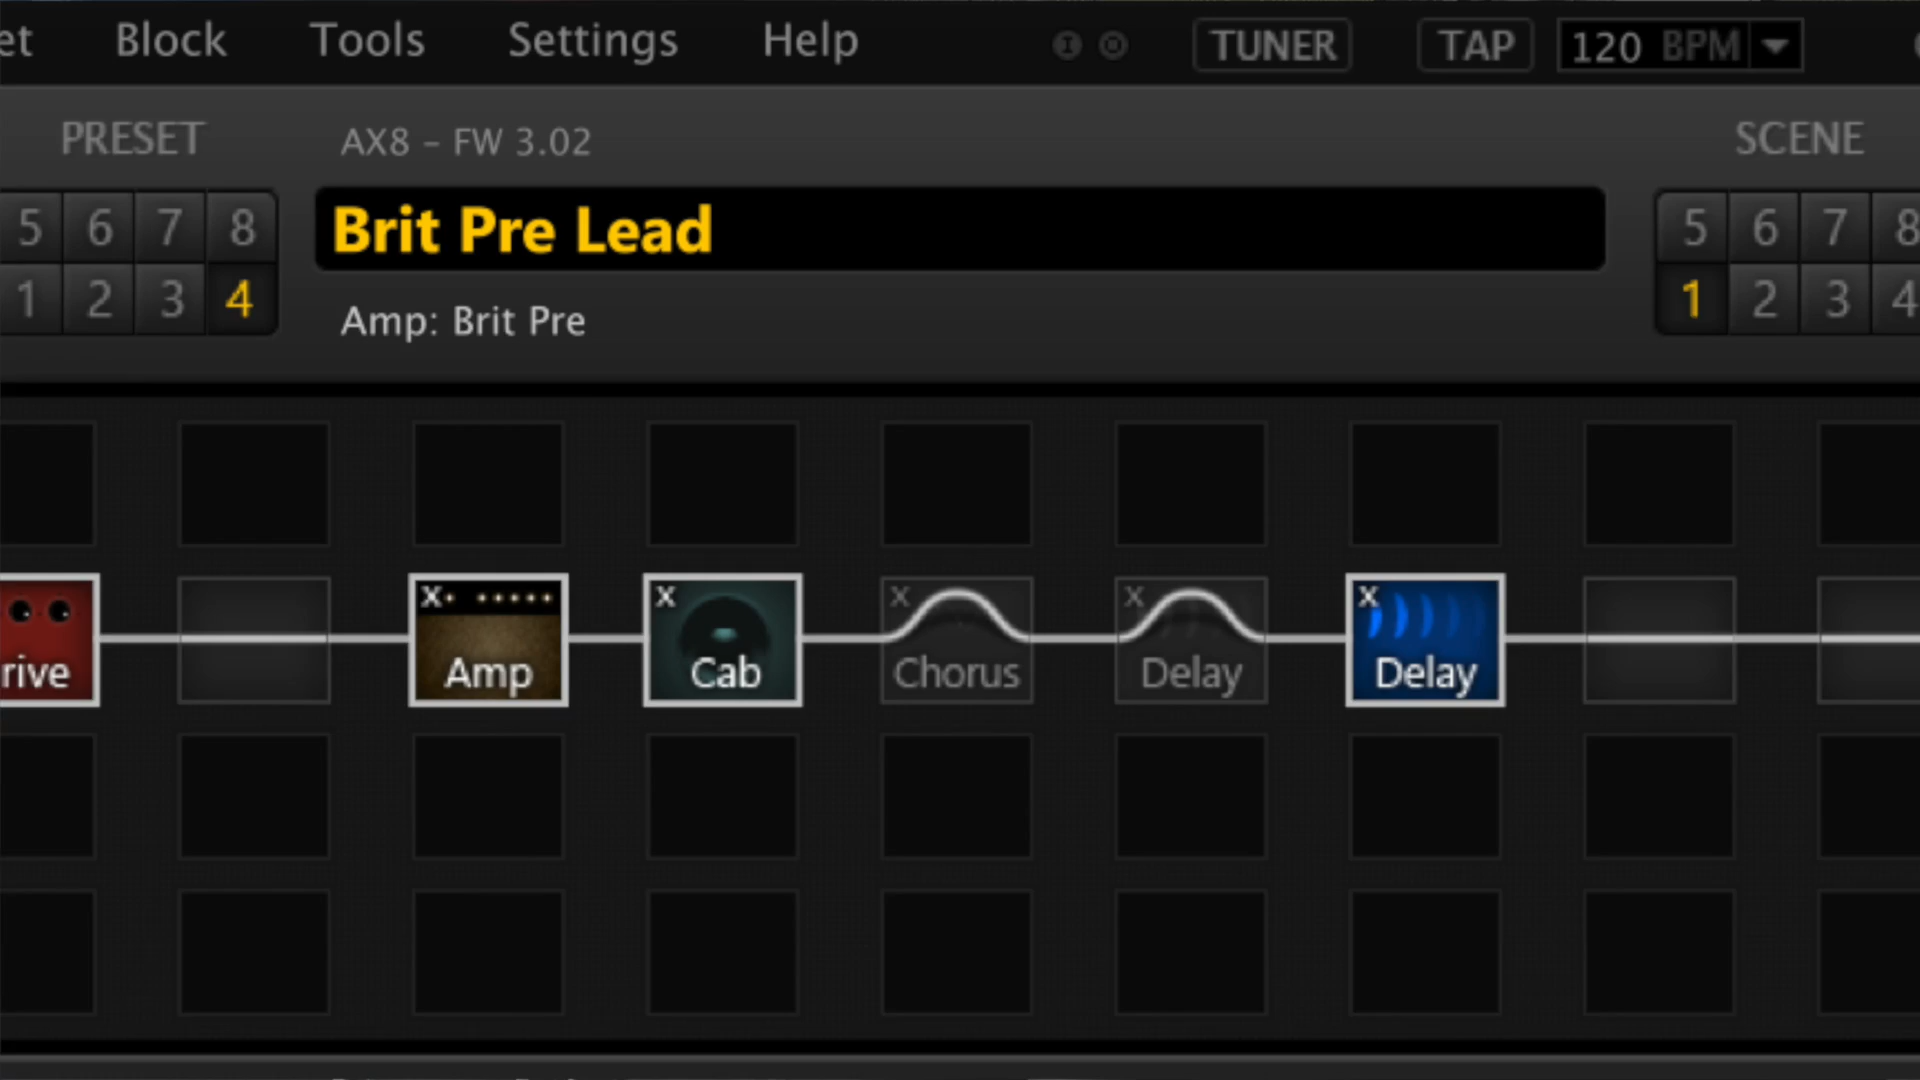 et Block Tools Settings Help TUNER TAP 120 BPM
PRESET AX8 – FW 3.02 SCENE
5 6 7 8 Brit Pre Lead 5 6 7 8
1 2 3 4 Amp: Brit Pre 1 2 3 4
rive X Amp X Cab X Chorus X Delay X Delay